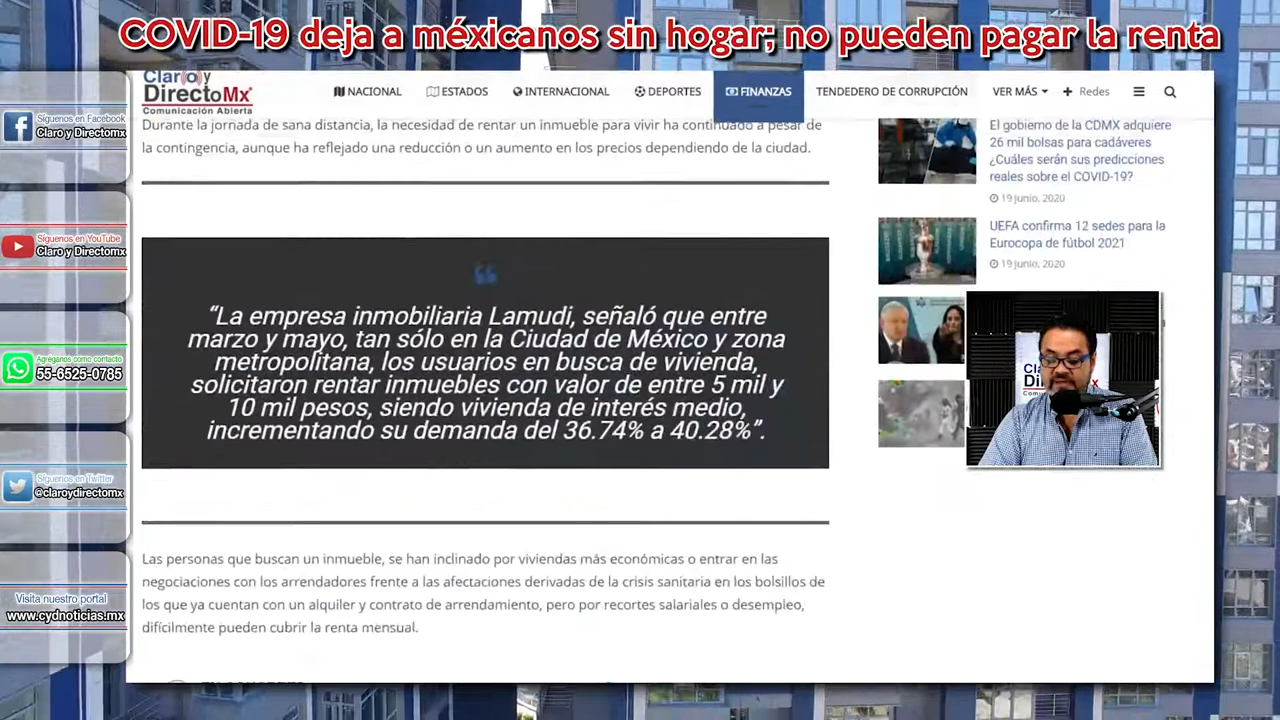 COVID-19 deja a méxicanos sin hogar; no pueden pagar la renta
Claro y
DirectoMx
Comunicación Abierta
NACIONAL
ESTADOS
INTERNACIONAL
DEPORTES
FINANZAS
TENDEDERO DE CORRUPCIÓN
VER MÁS
Redes
Durante la jornada de sana distancia, la necesidad de rentar un inmueble para vivir ha continuado a pesar de
la contingencia, aunque ha reflejado una reducción o un aumento en los precios dependiendo de la ciudad.
“La empresa inmobiliaria Lamudi, señaló que entre
marzo y mayo, tan sólo en la Ciudad de México y zona
metropolitana, los usuarios en busca de vivienda,
solicitaron rentar inmuebles con valor de entre 5 mil y
10 mil pesos, siendo vivienda de interés medio,
incrementando su demanda del 36.74% a 40.28%”.
Las personas que buscan un inmueble, se han inclinado por viviendas más económicas o entrar en las
negociaciones con los arrendadores frente a las afectaciones derivadas de la crisis sanitaria en los bolsillos de
los que ya cuentan con un alquiler y contrato de arrendamiento, pero por recortes salariales o desempleo,
difícilmente pueden cubrir la renta mensual.
El gobierno de la CDMX adquiere
26 mil bolsas para cadáveres
¿Cuáles serán sus predicciones
reales sobre el COVID-19?
19 junio, 2020
UEFA confirma 12 sedes para la
Eurocopa de fútbol 2021
19 junio, 2020
Síguenos en Facebook
Claro y Directomx
Síguenos en YouTube
Claro y Directomx
Agréganos como contacto
55-6525-0785
Síguenos en Twitter
@claroydirectomx
Visita nuestro portal
www.cydnoticias.mx